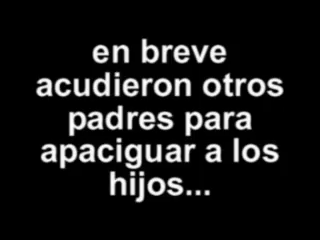 en breve
acudieron otros
padres para
apaciguar a los
hijos...